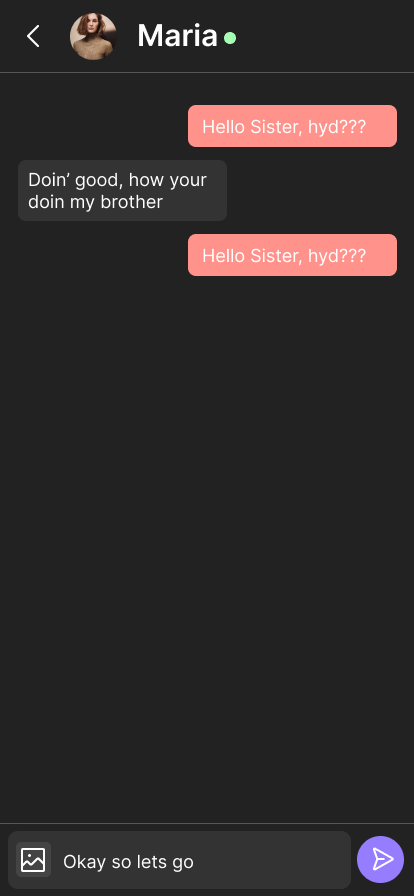 Maria
Hello Sister, hyd???
Doin’ good, how your
doin my brother
Hello Sister, hyd???
Okay so lets go